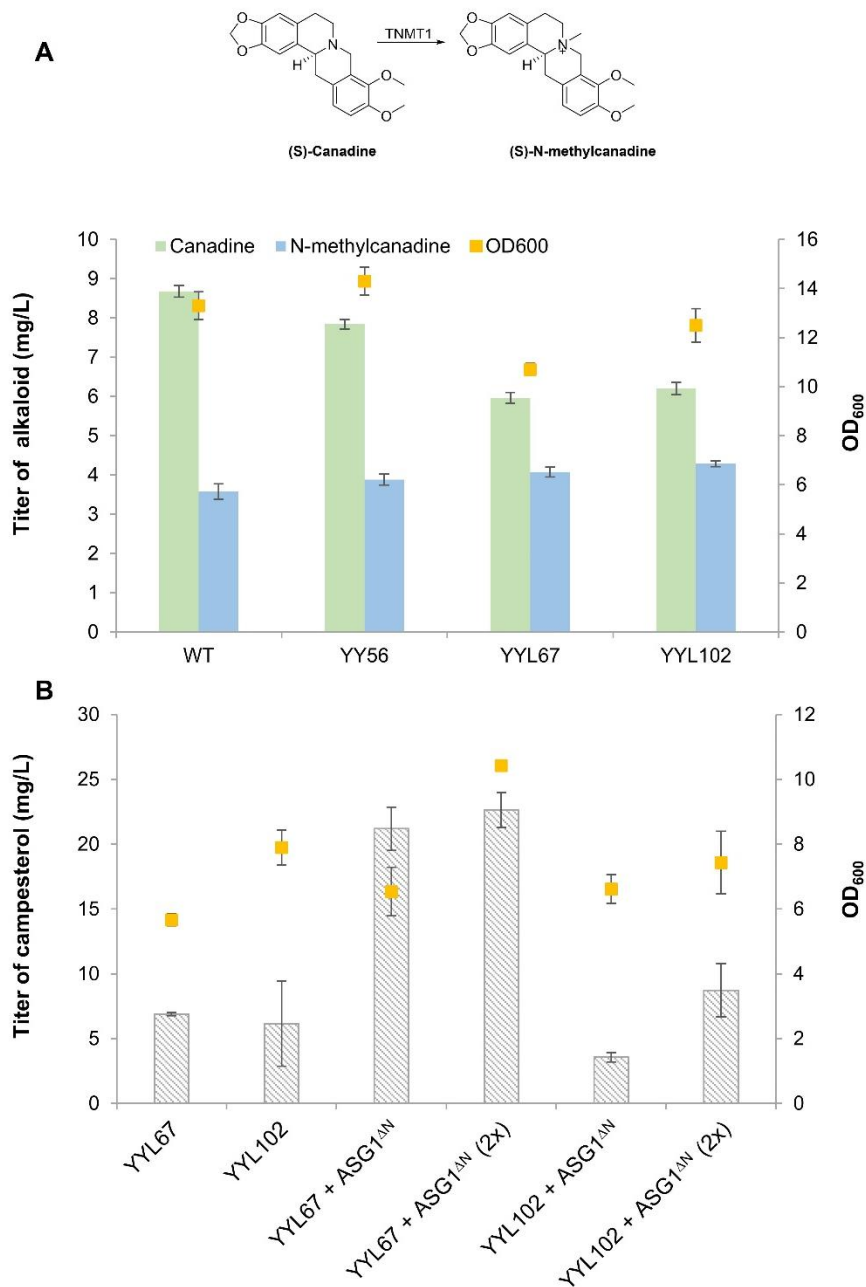 A
TNMT1
O
O
N
H
O
O
O
O
N
+
H
O
O
(S)-Canadine
(S)-N-methylcanadine
Canadine N-methylcanadine OD600
Titer of alkaloid (mg/L)
10
9
8
7
6
5
4
3
2
1
0
16
14
12
10
8
6
4
2
0
OD600
WT YY56 YYL67 YYL102
B
Titer of campesterol (mg/L)
30
25
20
15
10
5
0
12
10
8
6
4
2
0
OD600
YYL67
YYL102
YYL67 + ASG1ΔN
YYL67 + ASG1ΔN (2x)
YYL102 + ASG1ΔN
YYL102 + ASG1ΔN (2x)